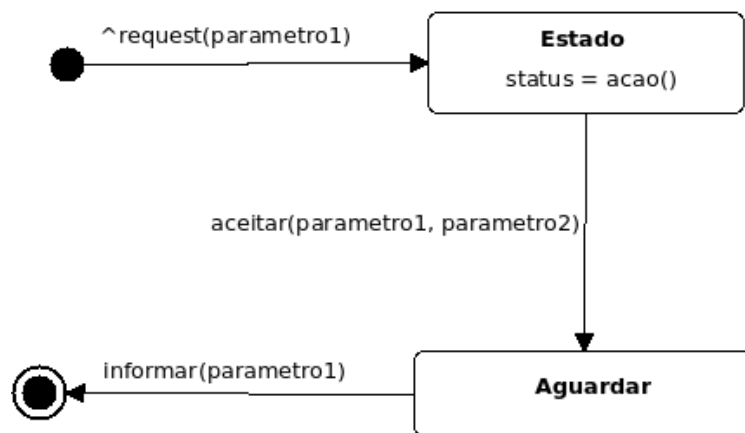 ^request(parametro1)
Estado
status = acao()
aceitar(parametro1, parametro2)
informar(parametro1)
Aguardar